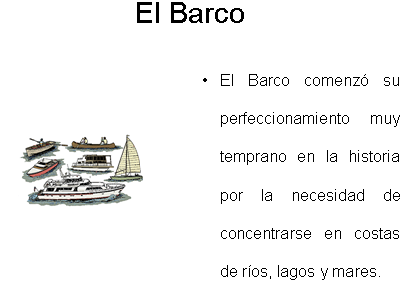 El Barco
• El Barco comenzó su
perfeccionamiento muy
temprano en la historia
por la necesidad de
concentrarse en costas
de ríos, lagos y mares.